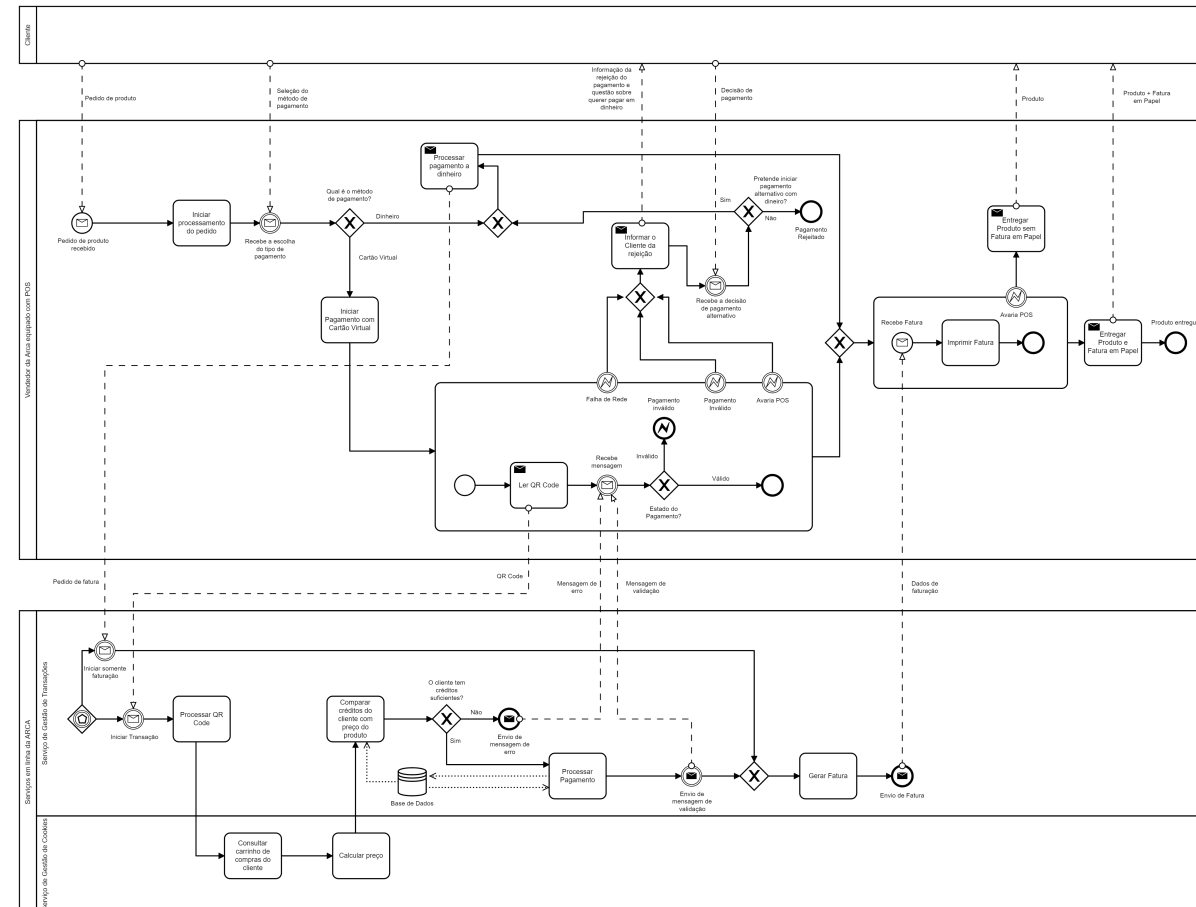 Cliente
Pedido de produto
Seleção do
método de
pagamento
Informação da
rejeição do
pagamento e
questão sobre
querer pagar em
dinheiro
Decisão de
pagamento
Produto
Produto + Fatura
em Papel
Vendedor da Arca equipado com POS
Pedido de produto
recebido
Iniciar
processamento
do pedido
Recebe a escolha
do tipo de
pagamento
Qual é o método
de pagamento?
Dinheiro
Cartão Virtual
Processar
pagamento a
dinheiro
Iniciar
Pagamento com
Cartão Virtual
Informar o
Cliente da
rejeição
Recebe a decisão
de pagamento
alternativo
Pretende iniciar
pagamento
alternativo com
dineiro?
Sim
Não
Pagamento
Rejeitado
Entregar
Produto sem
Fatura em Papel
Avaria POS
Recebe Fatura
Imprimir Fatura
Entregar
Produto e
Fatura em Papel
Produto entregue
Falha de Rede
Pagamento
Inválido
Avaria POS
Pagamento
inválido
Inválido
Recebe
mensagem
Ler QR Code
Válido
Estado do
Pagamento?
Pedido de fatura
QR Code
Mensagem de
erro
Mensagem de
validação
Dados de
faturação
Serviços em linha da ARCA
Serviço de Gestão de Transações
Iniciar somente
faturação
Iniciar Transação
Processar QR
Code
Comparar
créditos do
cliente com
preço do
produto
O cliente tem
créditos
suficientes?
Não
Sim
Envio de
mensagem de
erro
Base de Dados
Processar
Pagamento
Envio de
mensagem de
validação
Gerar Fatura
Envio de Fatura
Serviço de Gestão de Cookies
Consultar
carrinho de
compras do
cliente
Calcular preço